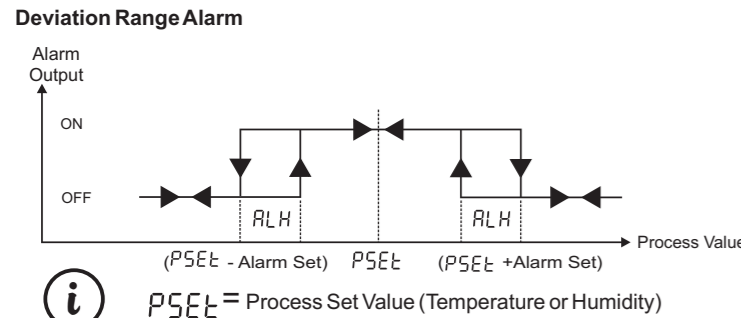 Deviation Range Alarm
Alarm
Output
ON
OFF
ALH ALH
Process Value
(PSEt - Alarm Set) PSEt (PSEt +Alarm Set)
i PSEt = Process Set Value (Temperature or Humidity)